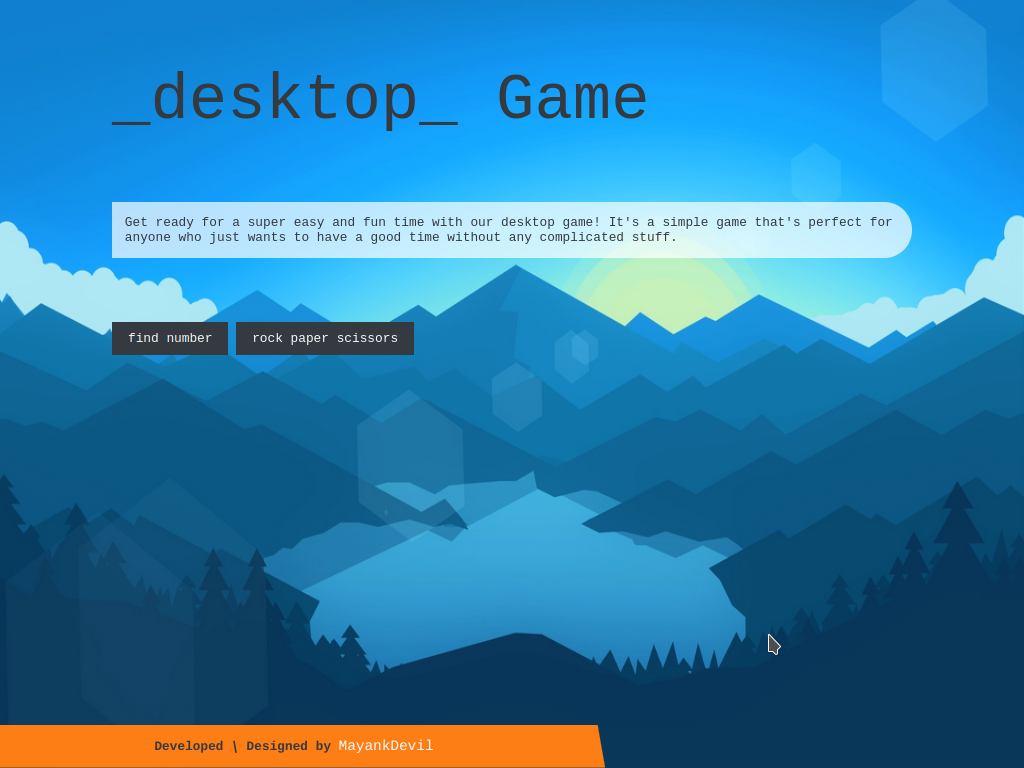 _desktop_ Game
Get ready for a super easy and fun time with our desktop game! It's a simple game that's perfect for
anyone who just wants to have a good time without any complicated stuff.
find number
rock paper scissors
Developed \ Designed by MayankDevil